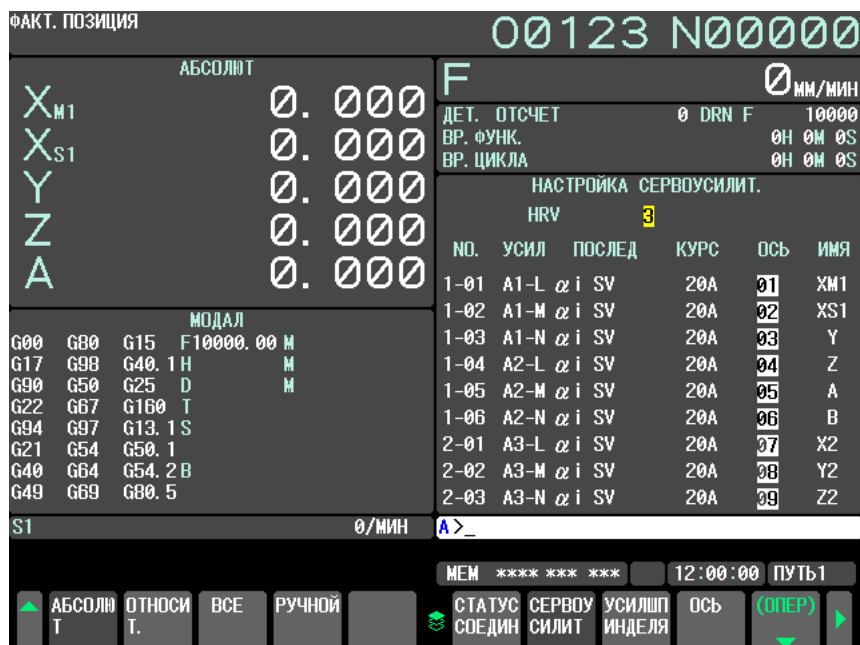 ФАКТ. ПОЗИЦИЯ
O0123 N00000
АБСОЛЮТ
XM1 0.000
XS1 0.000
Y 0.000
Z 0.000
A 0.000
F 0 ММ/МИН
ДЕТ. ОТСЧЕТ 0 DRN F 10000
ВР. ФУНК. 0H 0M 0S
ВР. ЦИКЛА 0H 0M 0S
МОДАЛ
G00 G80 G15 F10000.00 M
G17 G98 G40.1 H M
G90 G50 G25 D M
G22 G67 G160 T
G94 G97 G13.1 S
G21 G54 G50.1
G40 G64 G54.2 B
G49 G69 G80.5
S1 0/МИН
НАСТРОЙКА СЕРВОУСИЛИТ.
HRV 3
NO. УСИЛ ПОСЛЕД КУРС ОСЬ ИМЯ
1-01 A1-L αi SV 20A 01 XM1
1-02 A1-M αi SV 20A 02 XS1
1-03 A1-N αi SV 20A 03 Y
1-04 A2-L αi SV 20A 04 Z
1-05 A2-M αi SV 20A 05 A
1-06 A2-N αi SV 20A 06 B
2-01 A3-L αi SV 20A 07 X2
2-02 A3-M αi SV 20A 08 Y2
2-03 A3-N αi SV 20A 09 Z2
A>_
MEM **** *** *** 12:00:00 ПУТЬ1
АБСОЛЮ ОТНОСИ ВСЕ РУЧНОЙ СТАТУС СЕРВОУ УСИЛШП ОСЬ (ОПЕР)
Т Т. СОЕДИН СИЛИТ ИНДЕЛЯ